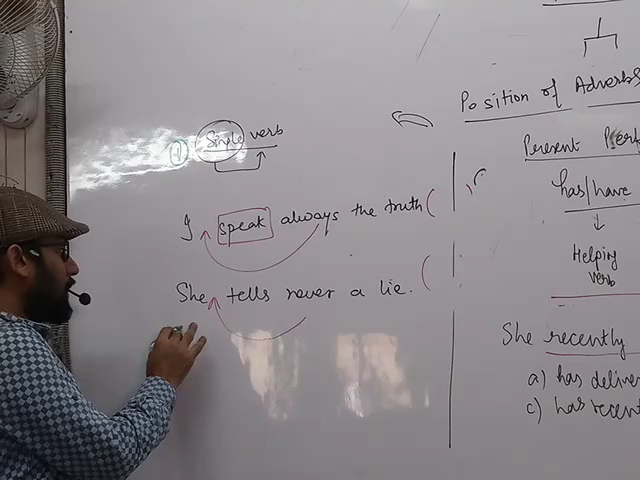 Position of Adverbs
① Simple verb
Present Perf
I speak always the truth
has/have
Helping
verb
She tells never a lie.
She recently
a) has deliver
c) has recent